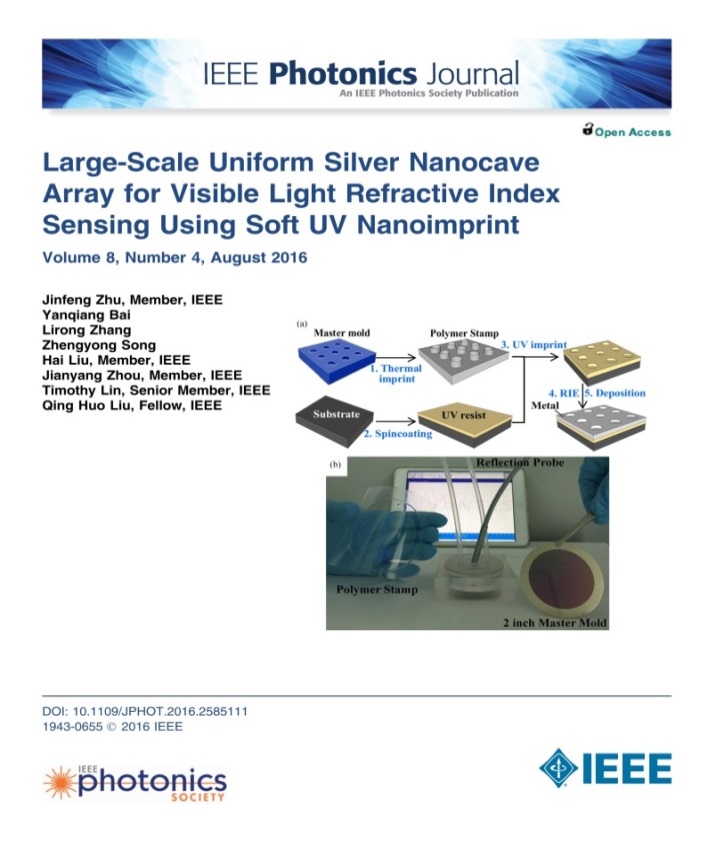 IEEE Photonics Journal
An IEEE Photonics Society Publication
Open Access
Large-Scale Uniform Silver Nanocave
Array for Visible Light Refractive Index
Sensing Using Soft UV Nanoimprint
Volume 8, Number 4, August 2016
Jinfeng Zhu, Member, IEEE
Yanqiang Bai
Lirong Zhang
Zhengyong Song
Hai Liu, Member, IEEE
Jianyang Zhou, Member, IEEE
Timothy Lin, Senior Member, IEEE
Qing Huo Liu, Fellow, IEEE
(a)
Master mold
Polymer Stamp
3. UV imprint
1. Thermal
imprint
4. RIE
5. Deposition
Metal
Substrate
UV resist
2. Spincoating
(b)
Reflection Probe
Polymer Stamp
2 inch Master Mold
DOI: 10.1109/JPHOT.2016.2585111
1943-0655 © 2016 IEEE
IEEE
photonics
SOCIETY
IEEE